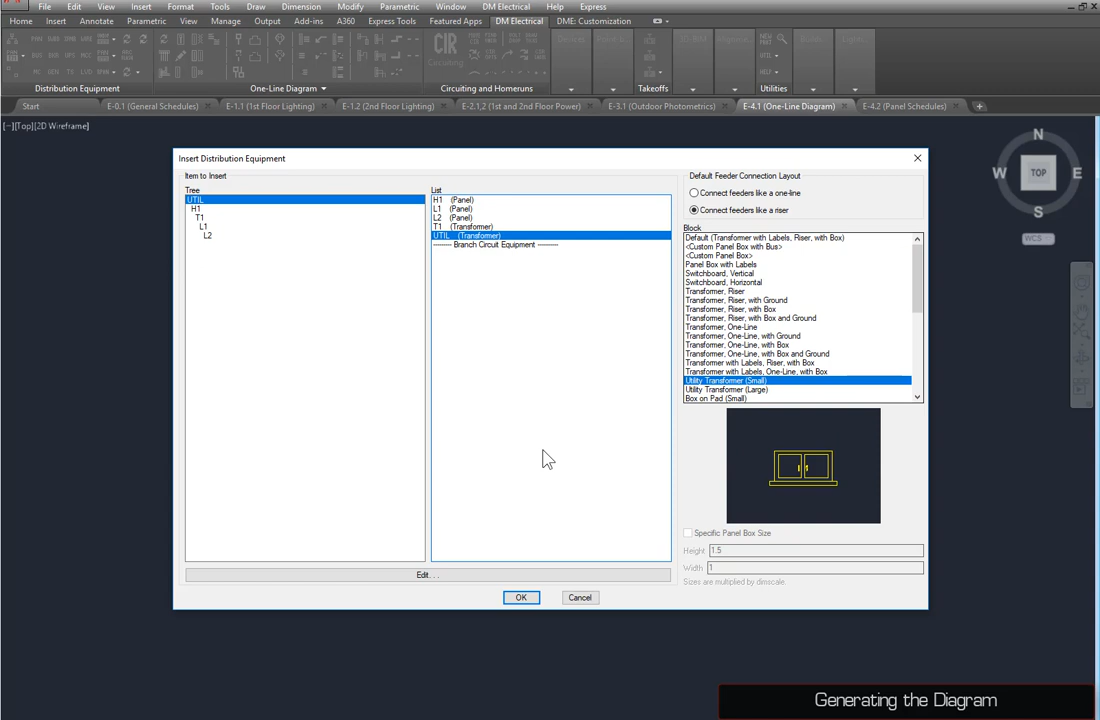 File Edit View Insert Format Tools Draw Dimension Modify Parametric Window DM Electrical Help Express
Home Insert Annotate Parametric View Manage Output Add-ins A360 Express Tools Featured Apps DM Electrical DME: Customization
CIR
Circuiting
Distribution Equipment One-Line Diagram Circuiting and Homeruns Takeoffs Utilities
Start E-0.1 (General Schedules) E-1.1 (1st Floor Lighting) E-1.2 (2nd Floor Lighting) E-2.1,2 (1st and 2nd Floor Power) E-3.1 (Outdoor Photometrics) E-4.1 (One-Line Diagram) E-4.2 (Panel Schedules)
[−][Top][2D Wireframe]
N
W TOP E
S
WCS
Insert Distribution Equipment
Item to Insert
Tree
UTIL
H1
T1
L1
L2
List
H1 (Panel)
L1 (Panel)
L2 (Panel)
T1 (Transformer)
UTIL (Transformer)
-------- Branch Circuit Equipment ---------
Edit. . .
Default Feeder Connection Layout
Connect feeders like a one-line
Connect feeders like a riser
Block
Default (Transformer with Labels, Riser, with Box)
<Custom Panel Box with Bus>
<Custom Panel Box>
Panel Box with Labels
Switchboard, Vertical
Switchboard, Horizontal
Transformer, Riser
Transformer, Riser, with Ground
Transformer, Riser, with Box
Transformer, Riser, with Box and Ground
Transformer, One-Line
Transformer, One-Line, with Ground
Transformer, One-Line, with Box
Transformer, One-Line, with Box and Ground
Transformer with Labels, Riser, with Box
Transformer with Labels, One-Line, with Box
Utility Transformer (Small)
Utility Transformer (Large)
Box on Pad (Small)
Specific Panel Box Size
Height 1.5
Width 1
Sizes are multiplied by dimscale
OK Cancel
Generating the Diagram